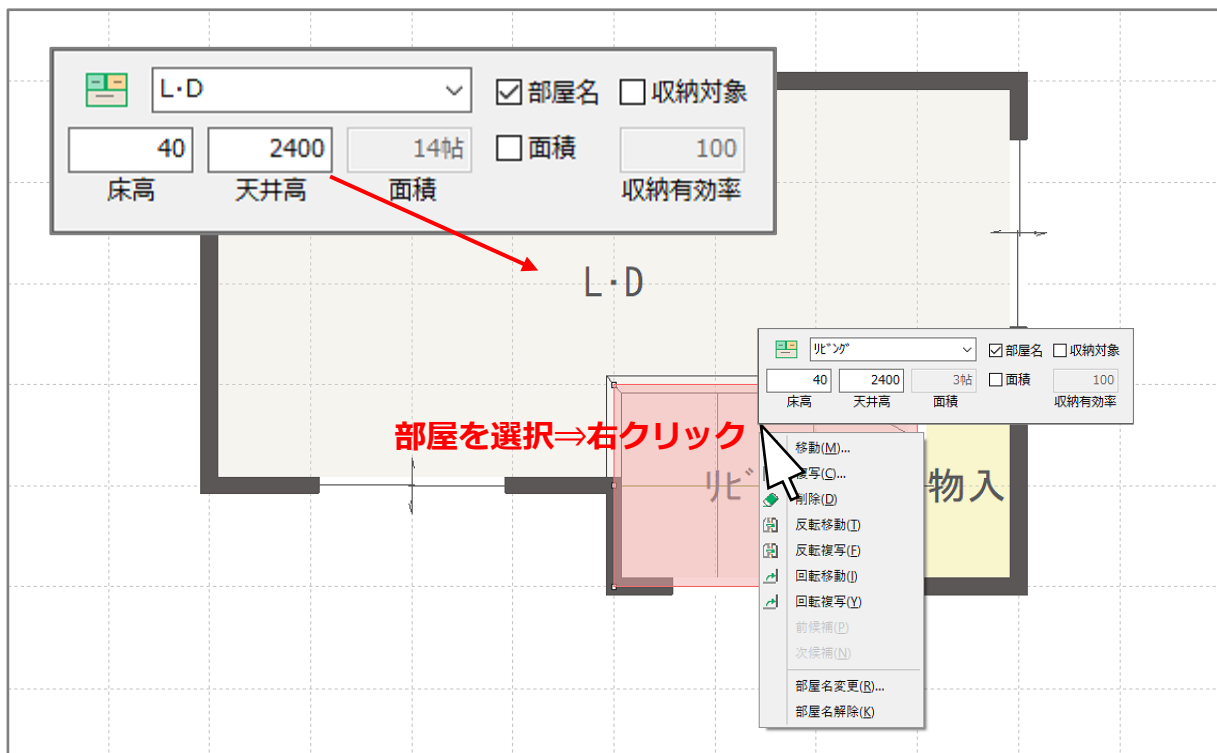 L・D
部屋名
収納対象
40
2400
14帖
面積
100
床高
天井高
面積
収納有効率
L・D
ﾘﾋﾞﾝｸﾞ
部屋名
収納対象
40
2400
3帖
面積
100
床高
天井高
面積
収納有効率
部屋を選択⇒右クリック
ﾘﾋﾞ
物入
移動(M)...
複写(C)...
削除(D)
反転移動(T)
反転複写(F)
回転移動(I)
回転複写(Y)
前候補(P)
次候補(N)
部屋名変更(R)...
部屋名解除(K)